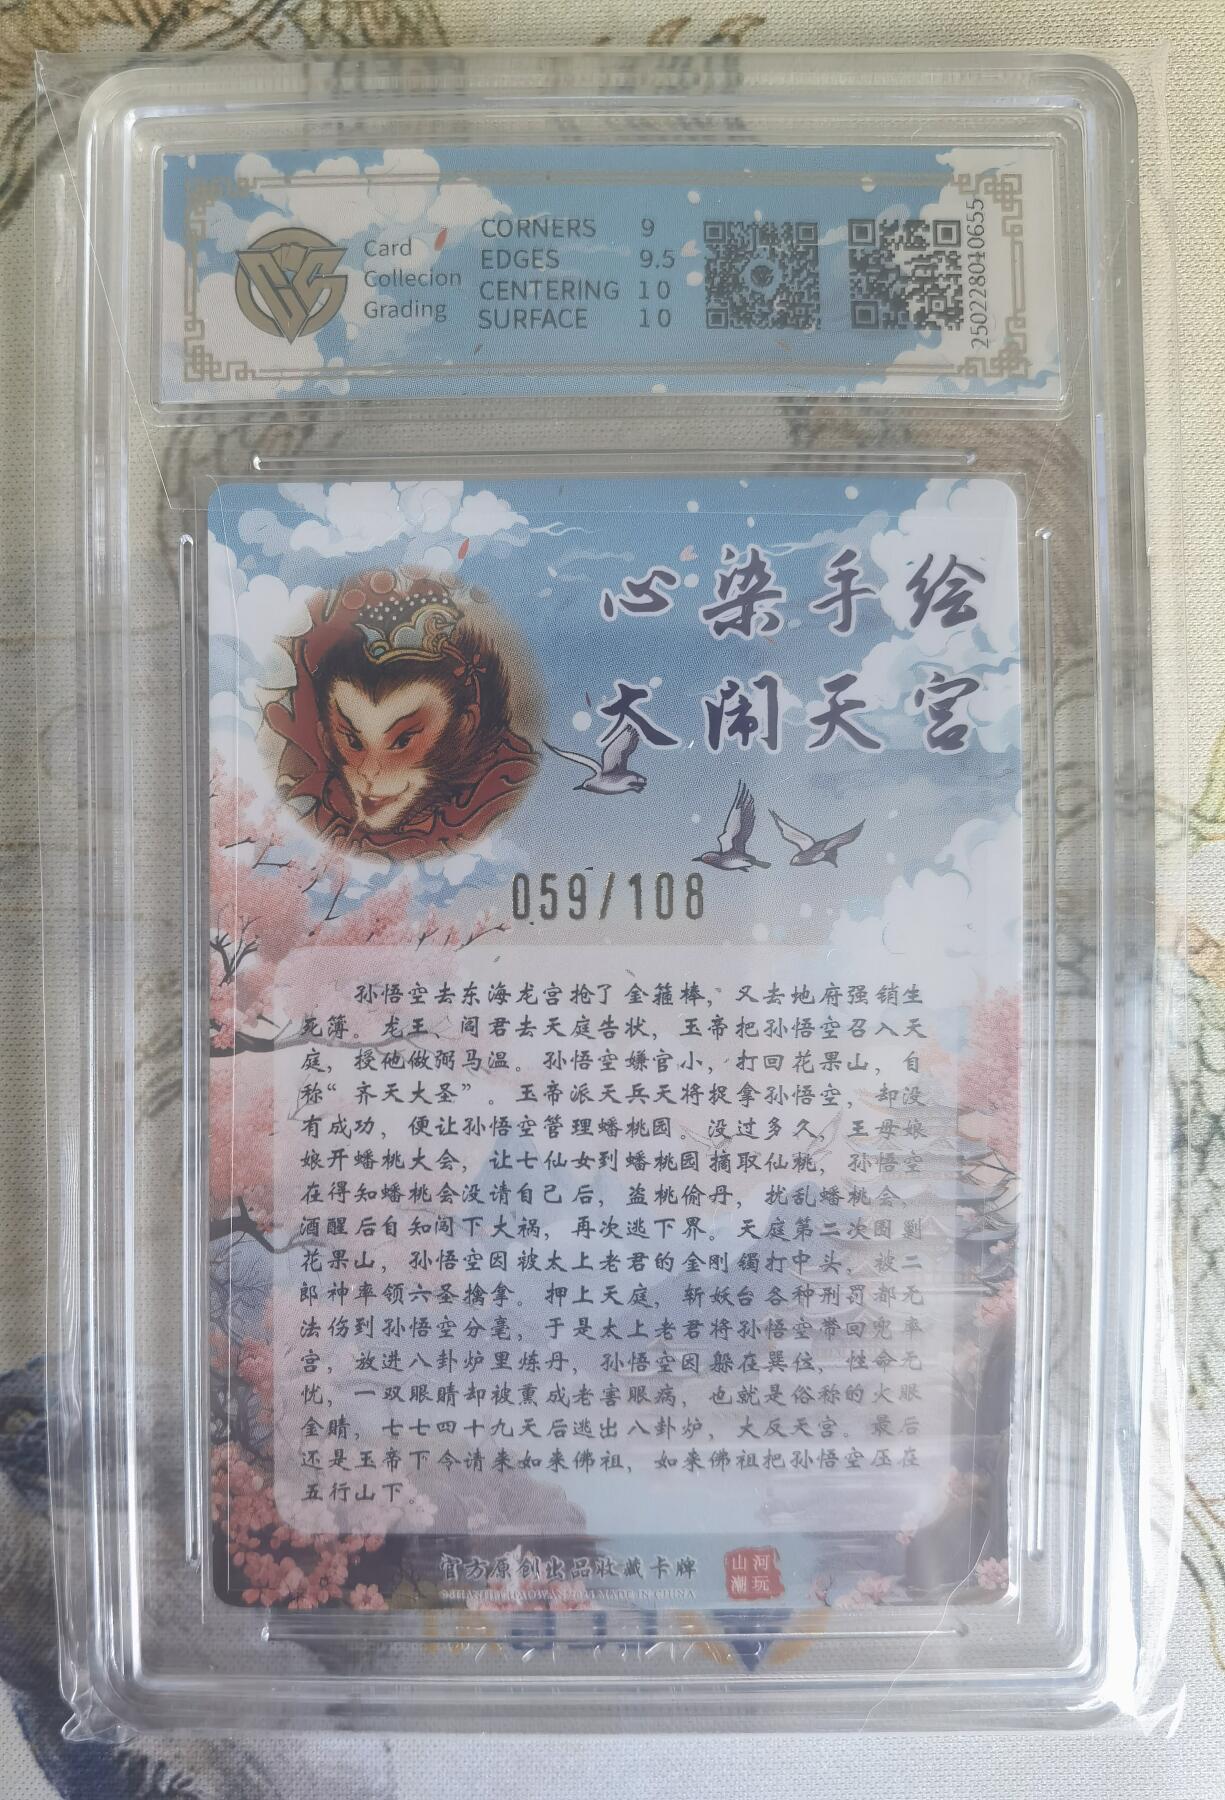 Card
Collecion
Grading
CORNERS 9
EDGES 9.5
CENTERING 10
SURFACE 10
2502280410655
心染手绘
大闹天宫
059/108
孙悟空去东海龙宫抢了金箍棒，又去地府强销生
死簿。龙王、阎君去天庭告状，玉帝把孙悟空召入天
庭，授他做弼马温。孙悟空嫌官小，打回花果山，自
称“齐天大圣”。玉帝派天兵天将捉拿孙悟空，却没
有成功，便让孙悟空管理蟠桃园。没过多久，王母娘
娘开蟠桃大会，让七仙女到蟠桃园摘取仙桃，孙悟空
在得知蟠桃会没请自己后，盗桃偷丹，扰乱蟠桃会，
酒醒后自知闯下大祸，再次逃下界。天庭第二次围剿
花果山，孙悟空因被太上老君的金刚镯打中头，被二
郎神率领六圣擒拿。押上天庭，斩妖台各种刑罚都无
法伤到孙悟空分毫，于是太上老君将孙悟空带回兜率
宫，放进八卦炉里炼丹，孙悟空因躲在巽位，性命无
忧，一双眼睛却被熏成老害眼病，也就是俗称的火眼
金睛，七七四十九天后逃出八卦炉，大反天宫。最后
还是玉帝下令请来如来佛祖，如来佛祖把孙悟空压在
五行山下。
官方原创出品收藏卡牌
山河
潮玩